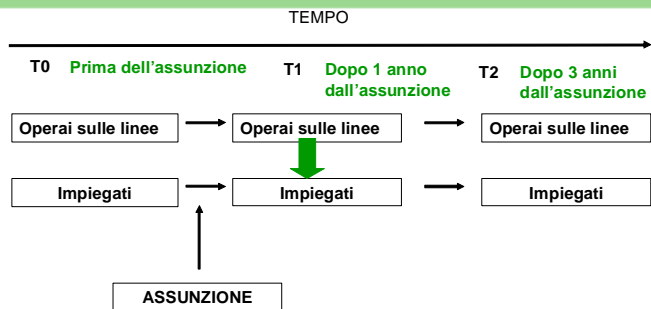 TEMPO
T0 Prima dell'assunzione T1 Dopo 1 anno T2 Dopo 3 anni
dall'assunzione dall'assunzione
Operai sulle linee Operai sulle linee Operai sulle linee
Impiegati Impiegati Impiegati
ASSUNZIONE